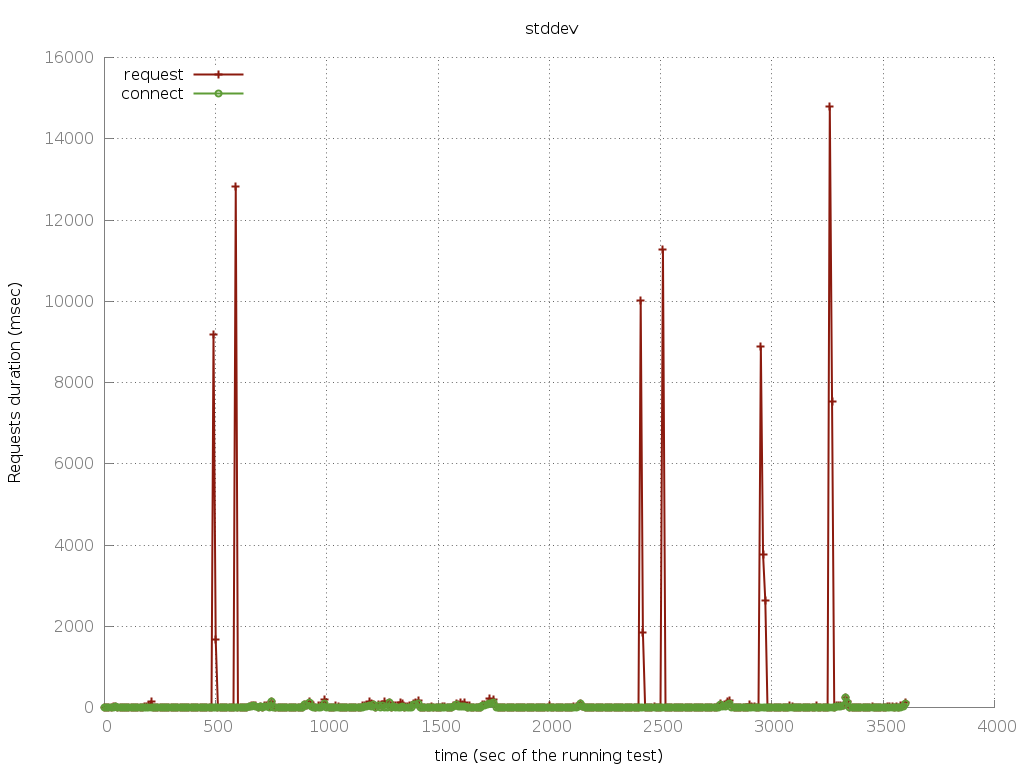 stddev
16000
request
connect
14000
12000
10000
8000
6000
4000
2000
0
Requests duration (msec)
0 500 1000 1500 2000 2500 3000 3500 4000
time (sec of the running test)